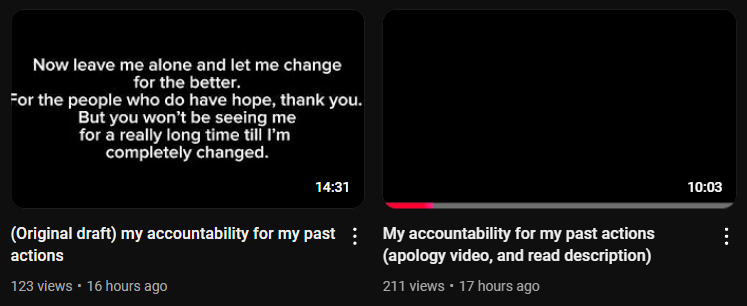 Now leave me alone and let me change
for the better.
For the people who do have hope, thank you.
But you won't be seeing me
for a really long time till I'm
completely changed.
14:31
(Original draft) my accountability for my past
actions
123 views • 16 hours ago
10:03
My accountability for my past actions
(apology video, and read description)
211 views • 17 hours ago